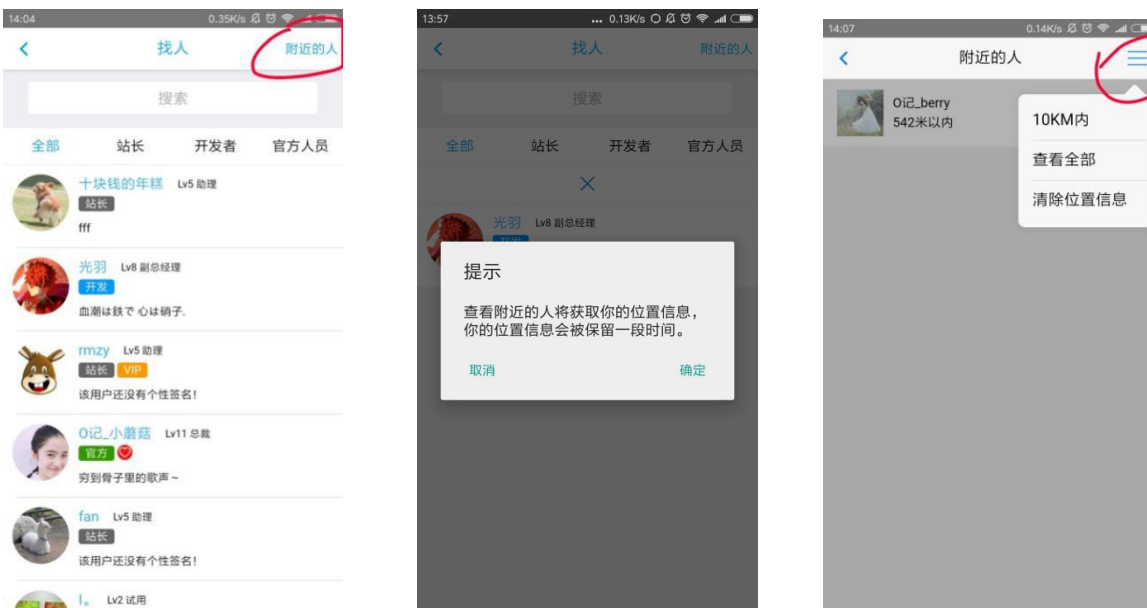 14:04 0.35K/s
找人 附近的人
搜索
全部 站长 开发者 官方人员
十块钱的年糕 Lv5 助理
站长
fff
光羽 Lv8 副总经理
开发
血潮は鉄で 心は硝子.
rmzy Lv5 助理
站长 VIP
该用户还没有个性签名！
O记_小蘑菇 Lv11 总裁
官方
穷到骨子里的歌声~
fan Lv5 助理
站长
该用户还没有个性签名！
l。 Lv2 试用
13:57 ... 0.13K/s
找人 附近的人
搜索
全部 站长 开发者 官方人员
光羽 Lv8 副总经理
开发
提示
查看附近的人将获取你的位置信息，
你的位置信息会被保留一段时间。
取消 确定
14:07 0.14K/s
附近的人
O记_berry
542米以内
10KM内
查看全部
清除位置信息